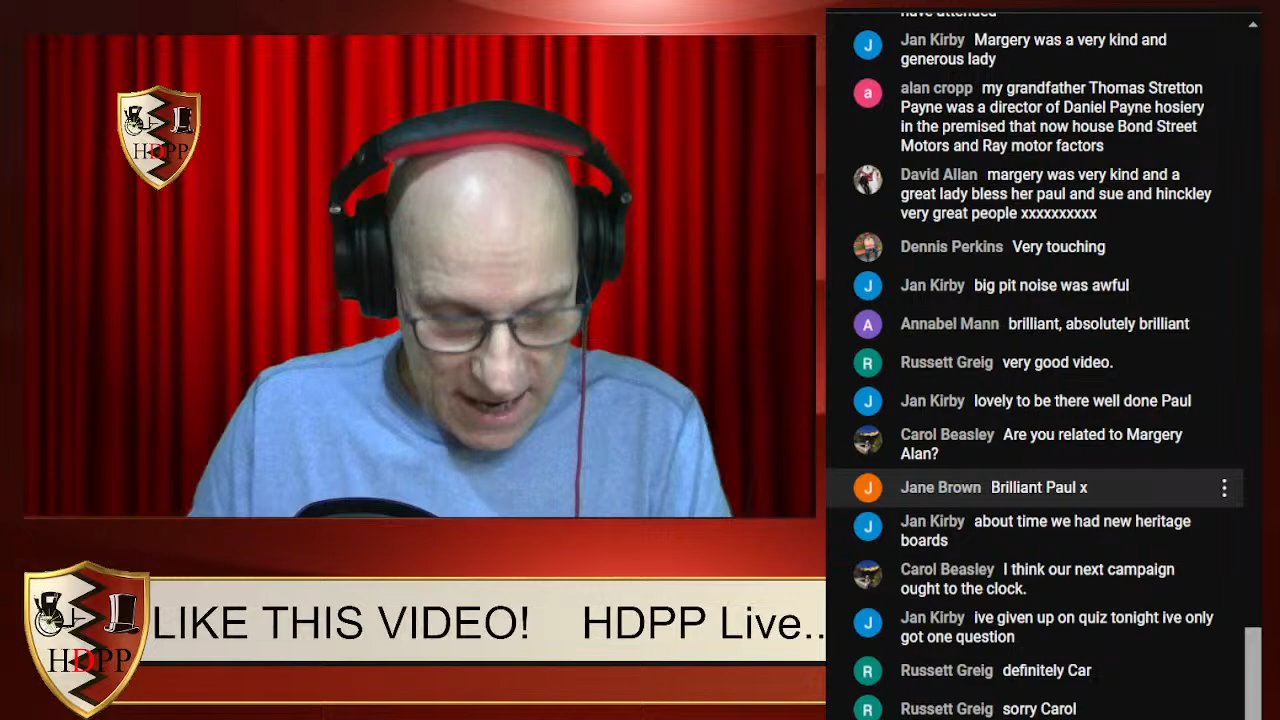 HDPP
LIKE THIS VIDEO! HDPP Live..
HDPP
have attended
Jan Kirby Margery was a very kind and
generous lady
alan cropp my grandfather Thomas Stretton
Payne was a director of Daniel Payne hosiery
in the premised that now house Bond Street
Motors and Ray motor factors
David Allan margery was very kind and a
great lady bless her paul and sue and hinckley
very great people xxxxxxxxxx
Dennis Perkins Very touching
Jan Kirby big pit noise was awful
Annabel Mann brilliant, absolutely brilliant
Russett Greig very good video.
Jan Kirby lovely to be there well done Paul
Carol Beasley Are you related to Margery
Alan?
Jane Brown Brilliant Paul x
Jan Kirby about time we had new heritage
boards
Carol Beasley I think our next campaign
ought to the clock.
Jan Kirby ive given up on quiz tonight ive only
got one question
Russett Greig definitely Car
Russett Greig sorry Carol
J
a
J
A
R
J
J
J
J
R
R